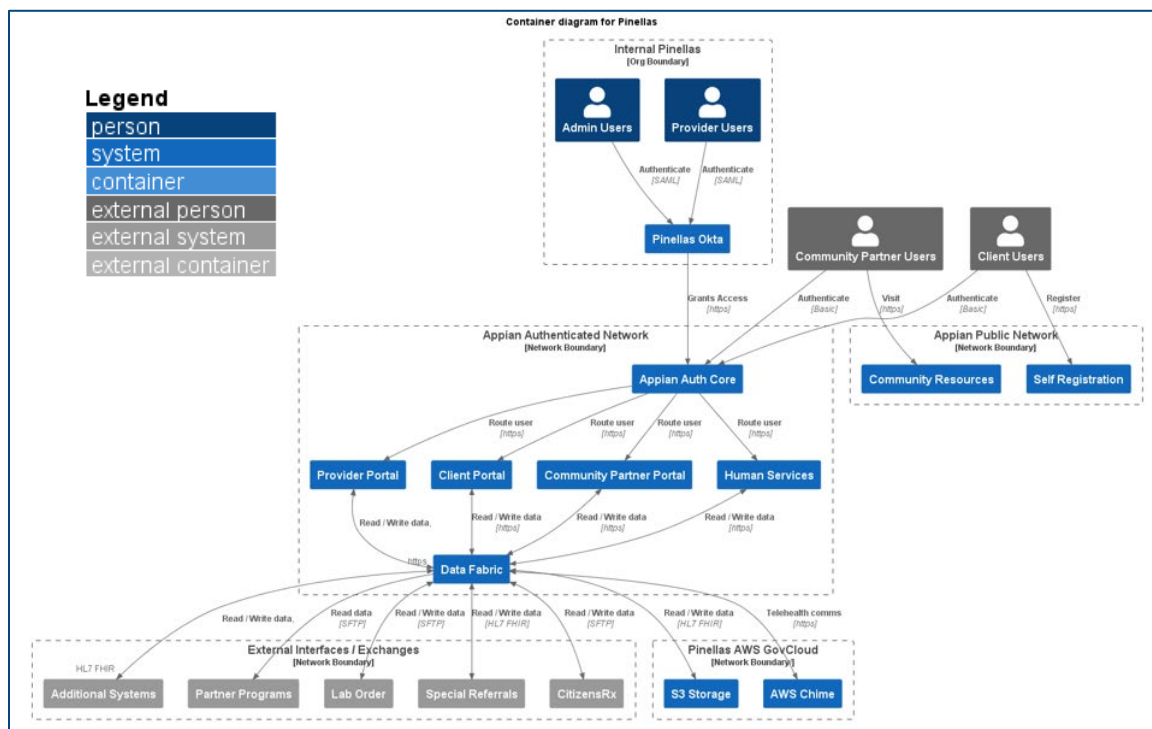 Container diagram for Pinellas
Internal Pinellas
[Org Boundary]
Legend
person
system
container
external person
external system
external container
Admin Users
Provider Users
Authenticate
[SAML]
Authenticate
[SAML]
Pinellas Okta
Community Partner Users
Client Users
Grants Access
[https]
Authenticate
[Basic]
Visit
[https]
Authenticate
[Basic]
Register
[https]
Appian Authenticated Network
[Network Boundary]
Appian Public Network
[Network Boundary]
Appian Auth Core
Community Resources
Self Registration
Route user
[https]
Route user
[https]
Route user
[https]
Route user
[https]
Provider Portal
Client Portal
Community Partner Portal
Human Services
Read / Write data,
https
Read / Write data
[https]
Read / Write data
[https]
Read / Write data
[https]
Data Fabric
Read / Write data,
HL7 FHIR
Read data
[SFTP]
Read / Write data
[SFTP]
Read / Write data
[HL7 FHIR]
Read / Write data
[SFTP]
Read / Write data
[HL7 FHIR]
Telehealth comms
[https]
External Interfaces / Exchanges
[Network Boundary]
Pinellas AWS GovCloud
[Network Boundary]
Additional Systems
Partner Programs
Lab Order
Special Referrals
CitizensRx
S3 Storage
AWS Chime